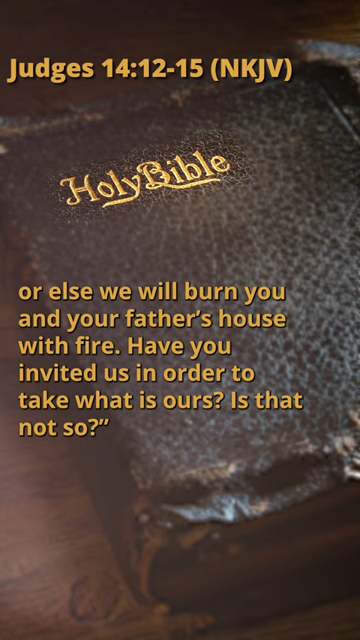 Judges 14:12-15 (NKJV)
Holy Bible
or else we will burn you
and your father’s house
with fire. Have you
invited us in order to
take what is ours? Is that
not so?”